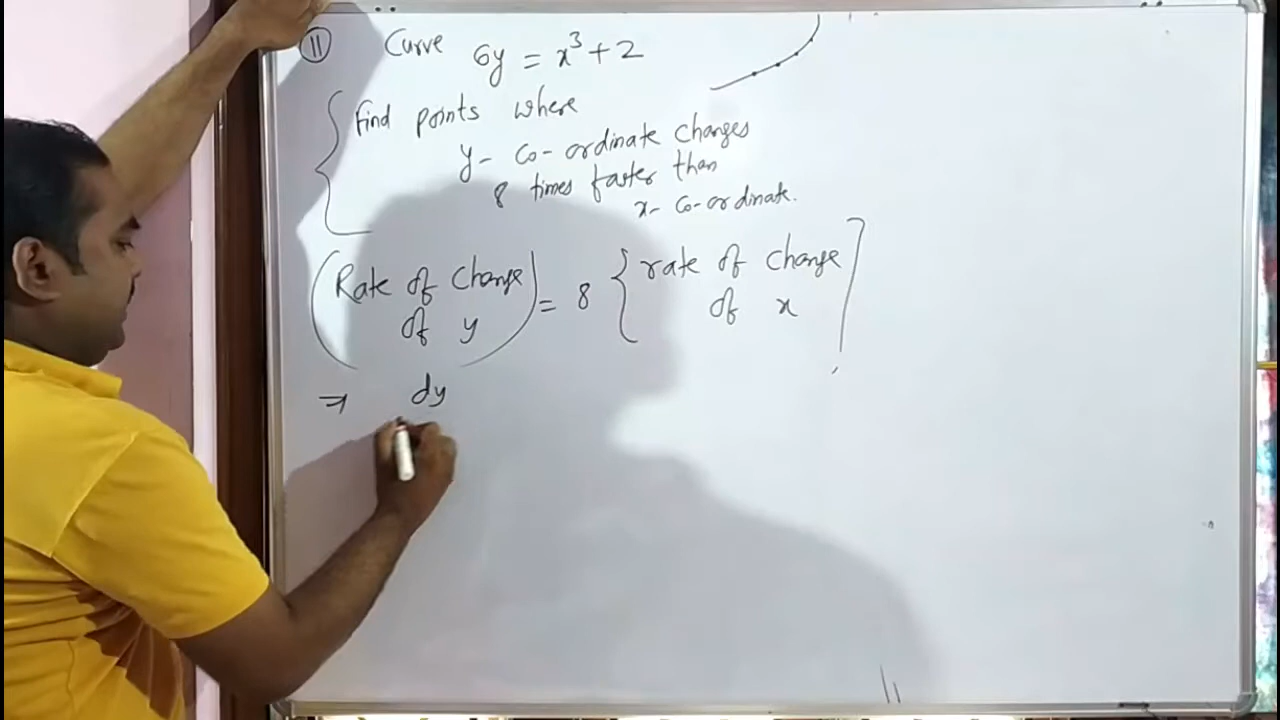 11 Curve 6y = x³ + 2
Find points where
y- co-ordinate changes
8 times faster than
x- co-ordinate.
(Rate of Change = 8 {rate of change
of y) of x]
⇒ dy